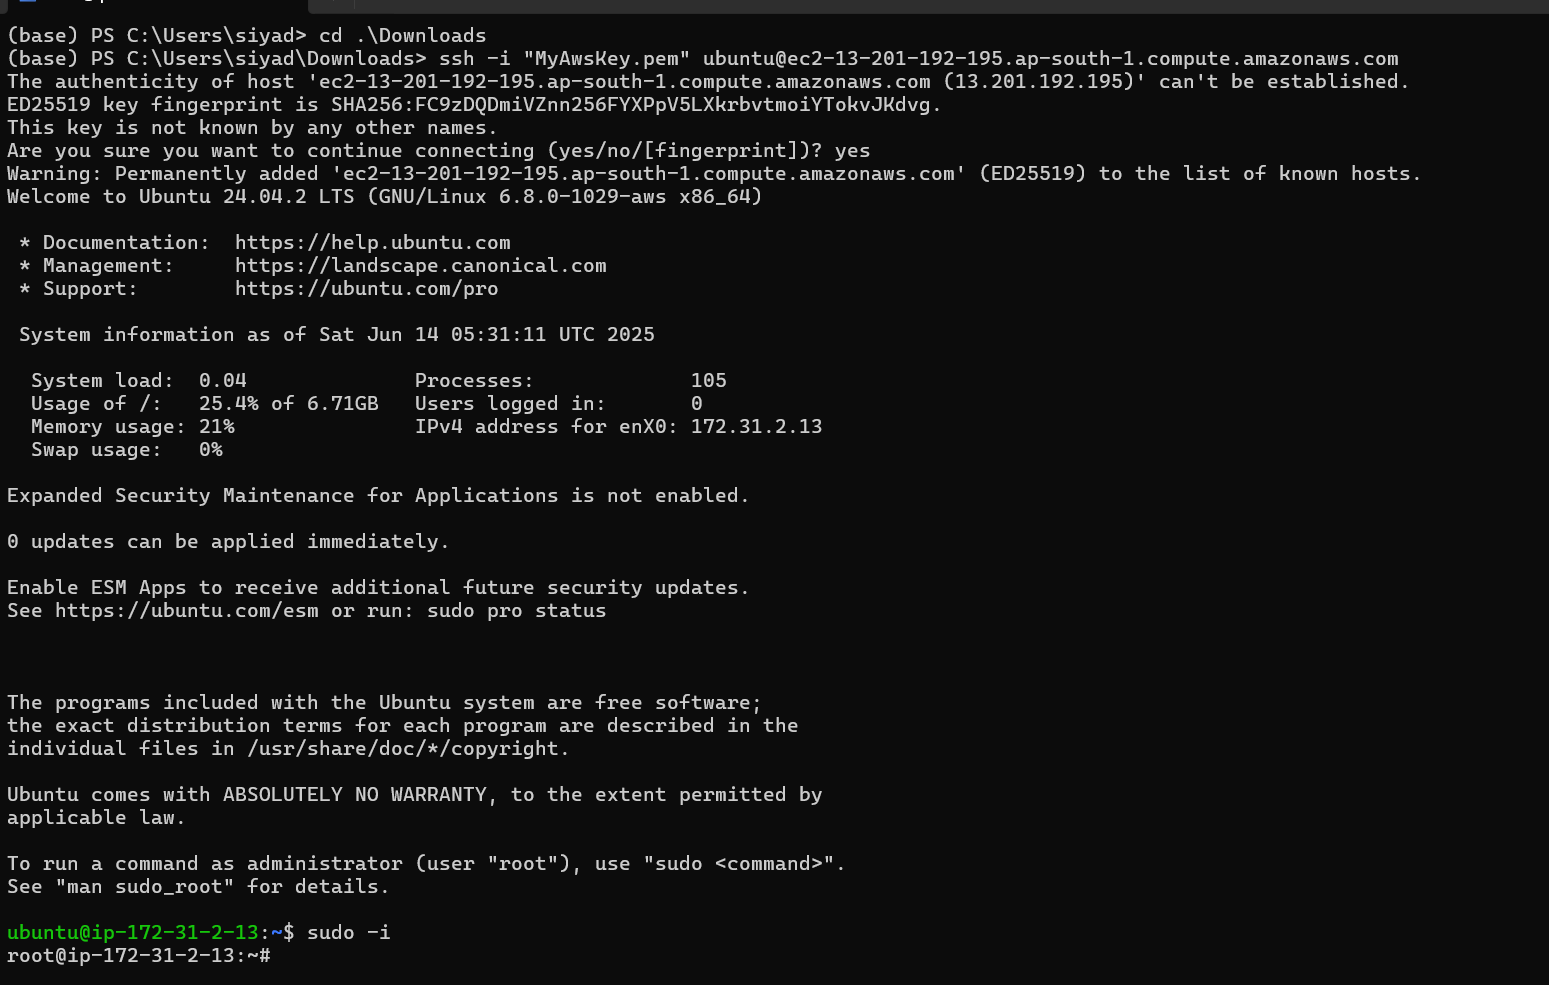 (base) PS C:\Users\siyad> cd .\Downloads
(base) PS C:\Users\siyad\Downloads> ssh -i "MyAwsKey.pem" ubuntu@ec2-13-201-192-195.ap-south-1.compute.amazonaws.com
The authenticity of host 'ec2-13-201-192-195.ap-south-1.compute.amazonaws.com (13.201.192.195)' can't be established.
ED25519 key fingerprint is SHA256:FC9zDQDmiVZnn256FYXPpV5LXkrbvtmoiYTokvJKdvg.
This key is not known by any other names.
Are you sure you want to continue connecting (yes/no/[fingerprint])? yes
Warning: Permanently added 'ec2-13-201-192-195.ap-south-1.compute.amazonaws.com' (ED25519) to the list of known hosts.
Welcome to Ubuntu 24.04.2 LTS (GNU/Linux 6.8.0-1029-aws x86_64)

 * Documentation:  https://help.ubuntu.com
 * Management:     https://landscape.canonical.com
 * Support:        https://ubuntu.com/pro

 System information as of Sat Jun 14 05:31:11 UTC 2025

  System load:  0.04              Processes:             105
  Usage of /:   25.4% of 6.71GB   Users logged in:       0
  Memory usage: 21%               IPv4 address for enX0: 172.31.2.13
  Swap usage:   0%

Expanded Security Maintenance for Applications is not enabled.

0 updates can be applied immediately.

Enable ESM Apps to receive additional future security updates.
See https://ubuntu.com/esm or run: sudo pro status

The programs included with the Ubuntu system are free software;
the exact distribution terms for each program are described in the
individual files in /usr/share/doc/*/copyright.

Ubuntu comes with ABSOLUTELY NO WARRANTY, to the extent permitted by
applicable law.

To run a command as administrator (user "root"), use "sudo <command>".
See "man sudo_root" for details.

ubuntu@ip-172-31-2-13:~$ sudo -i
root@ip-172-31-2-13:~#